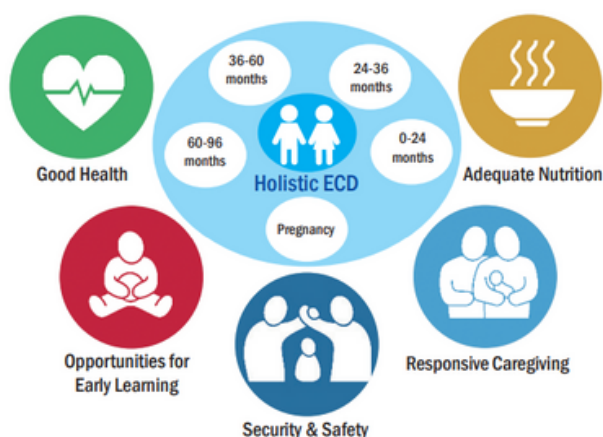 36-60
months
24-36
months
60-96
months
0-24
months
Holistic ECD
Pregnancy
Good Health
Adequate Nutrition
Opportunities for
Early Learning
Responsive Caregiving
Security & Safety